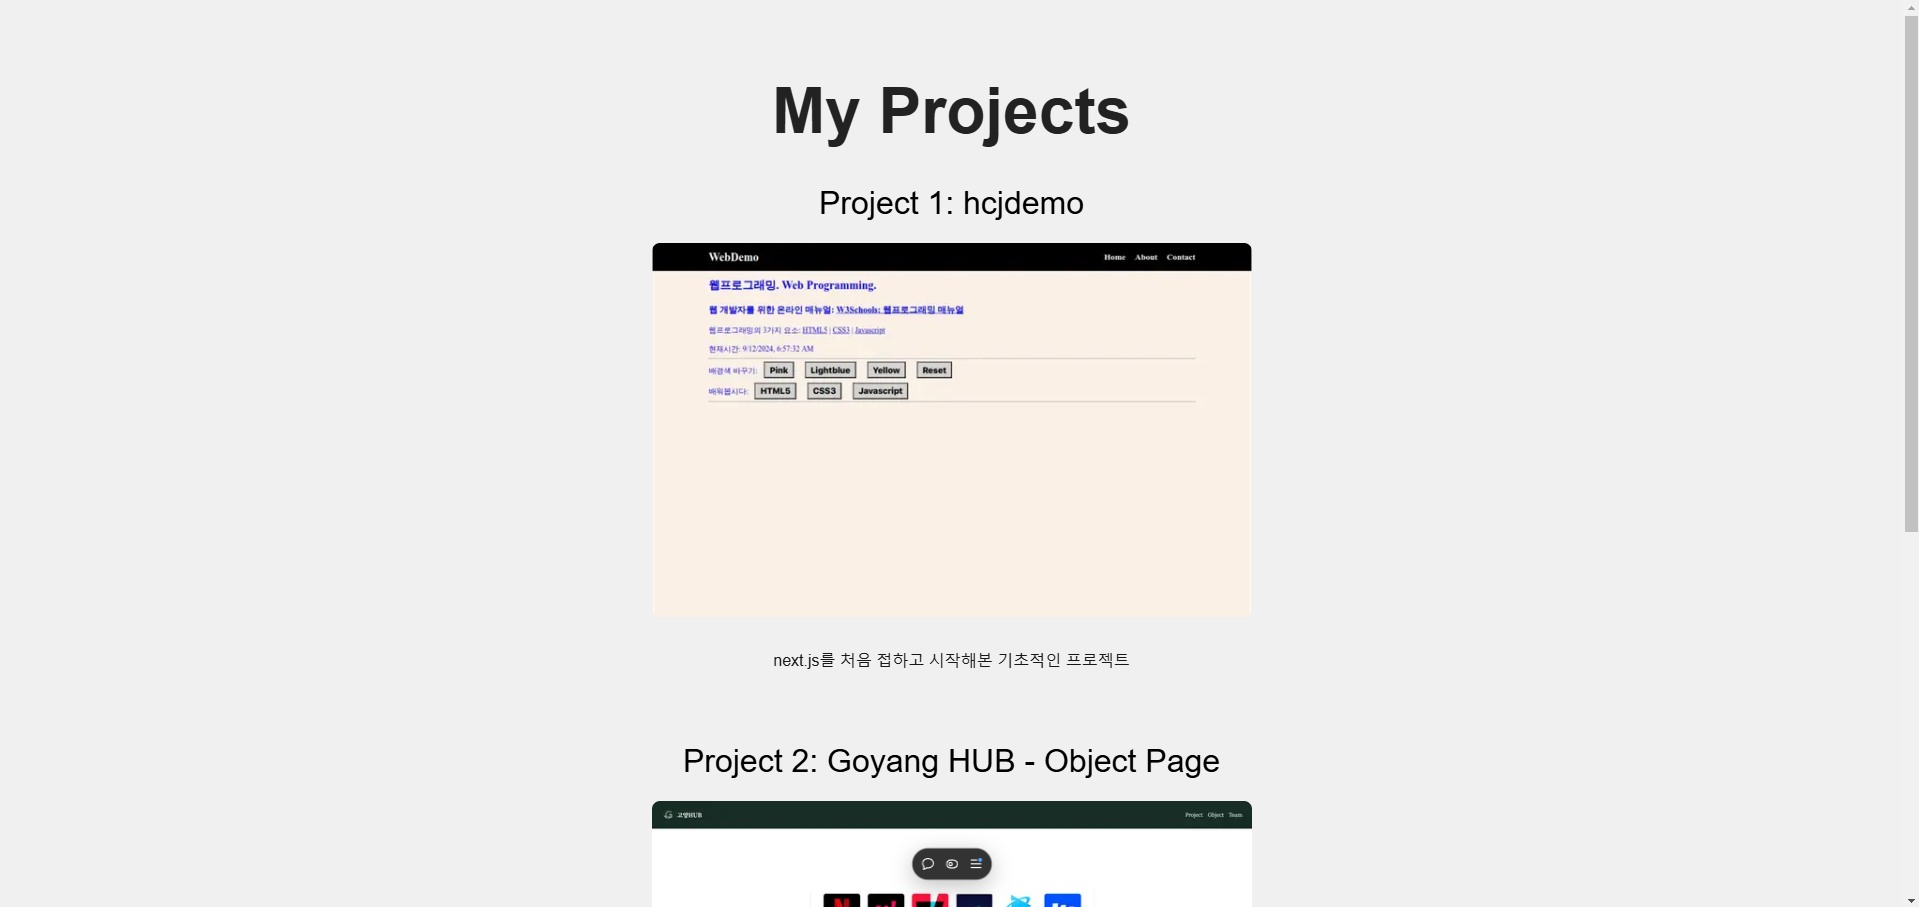 My Projects
Project 1: hcjdemo
WebDemo Home About Contact
웹프로그래밍. Web Programming.
웹 개발자를 위한 온라인 매뉴얼: W3Schools: 웹프로그래밍 매뉴얼
웹프로그래밍의 3가지 요소: HTML5 | CSS3 | Javascript
현재시간: 9/12/2024, 6:57:32 AM
배경색 바꾸기: Pink Lightblue Yellow Reset
배워봅시다: HTML5 CSS3 Javascript
next.js를 처음 접하고 시작해본 기초적인 프로젝트
Project 2: Goyang HUB - Object Page
고양HUB Project Object Team